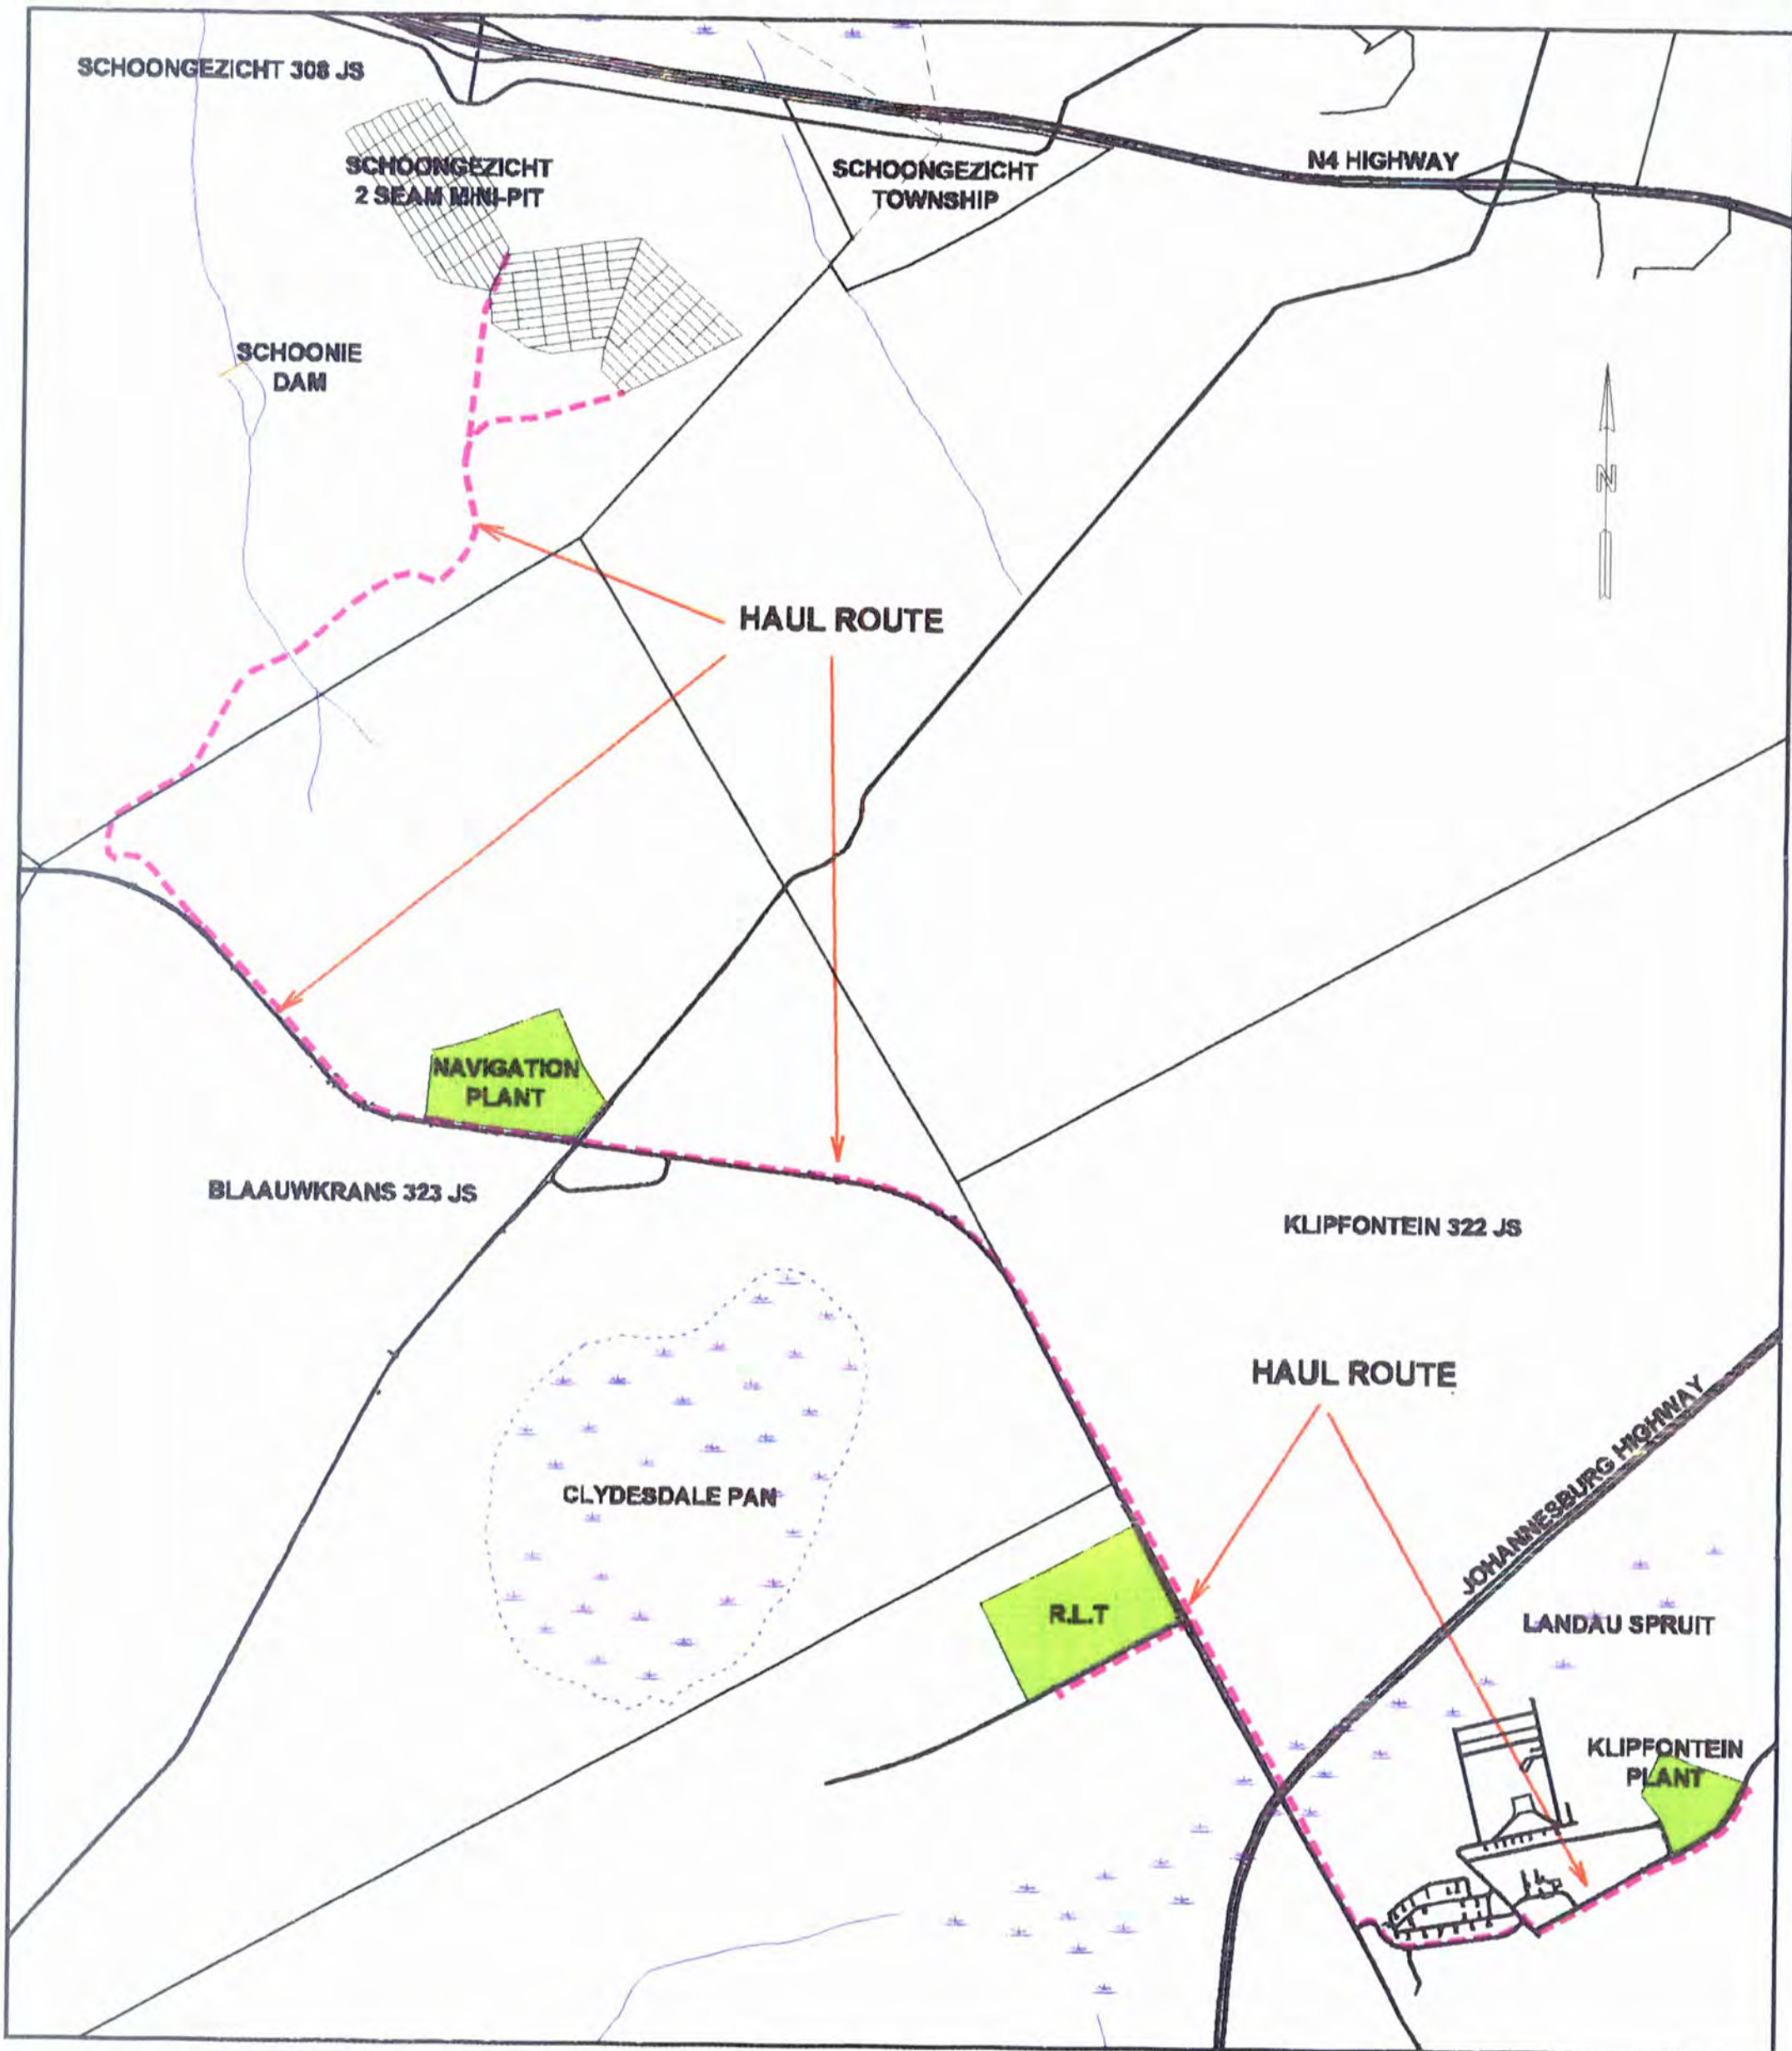 SCHOONGEZICHT 308 JS
SCHOONGEZICHT
2 SEAM MINI-PIT
SCHOONGEZICHT
TOWNSHIP
N4 HIGHWAY
SCHOONIE
DAM
N
HAUL ROUTE
NAVIGATION
PLANT
BLAAUWKRANS 323 JS
KLIPFONTEIN 322 JS
HAUL ROUTE
JOHANNESBURG HIGHWAY
CLYDESDALE PAN
R.L.T
LANDAU SPRUIT
KLIPFONTEIN
PLANT